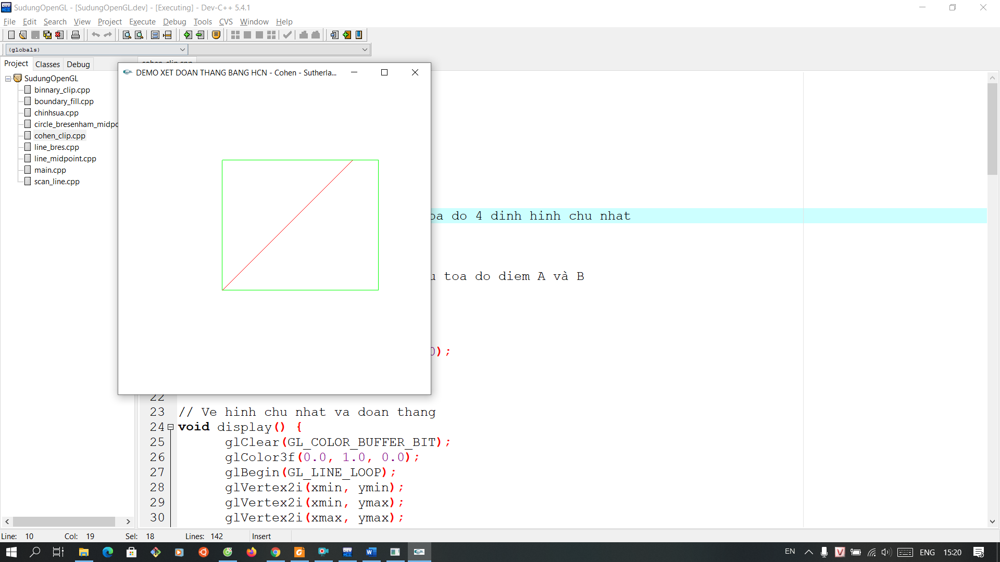 SudungOpenGL - [SudungOpenGL.dev] - [Executing] - Dev-C++ 5.4.1
File Edit Search View Project Execute Debug Tools CVS Window Help
(globals)
Project Classes Debug
SudungOpenGL
binnary_clip.cpp
boundary_fill.cpp
chinhsua.cpp
circle_bresenham_midpo
cohen_clip.cpp
line_bres.cpp
line_midpoint.cpp
main.cpp
scan_line.cpp
cohen_clip.cpp
DEMO XET DOAN THANG BANG HCN - Cohen - Sutherla...
oa do 4 dinh hinh chu nhat
u toa do diem A và B
0);
22
23 // Ve hinh chu nhat va doan thang
24 void display() {
25 glClear(GL_COLOR_BUFFER_BIT);
26 glColor3f(0.0, 1.0, 0.0);
27 glBegin(GL_LINE_LOOP);
28 glVertex2i(xmin, ymin);
29 glVertex2i(xmin, ymax);
30 glVertex2i(xmax, ymax);
Line: 10 Col: 19 Sel: 18 Lines: 142 Insert
EN ENG 15:20